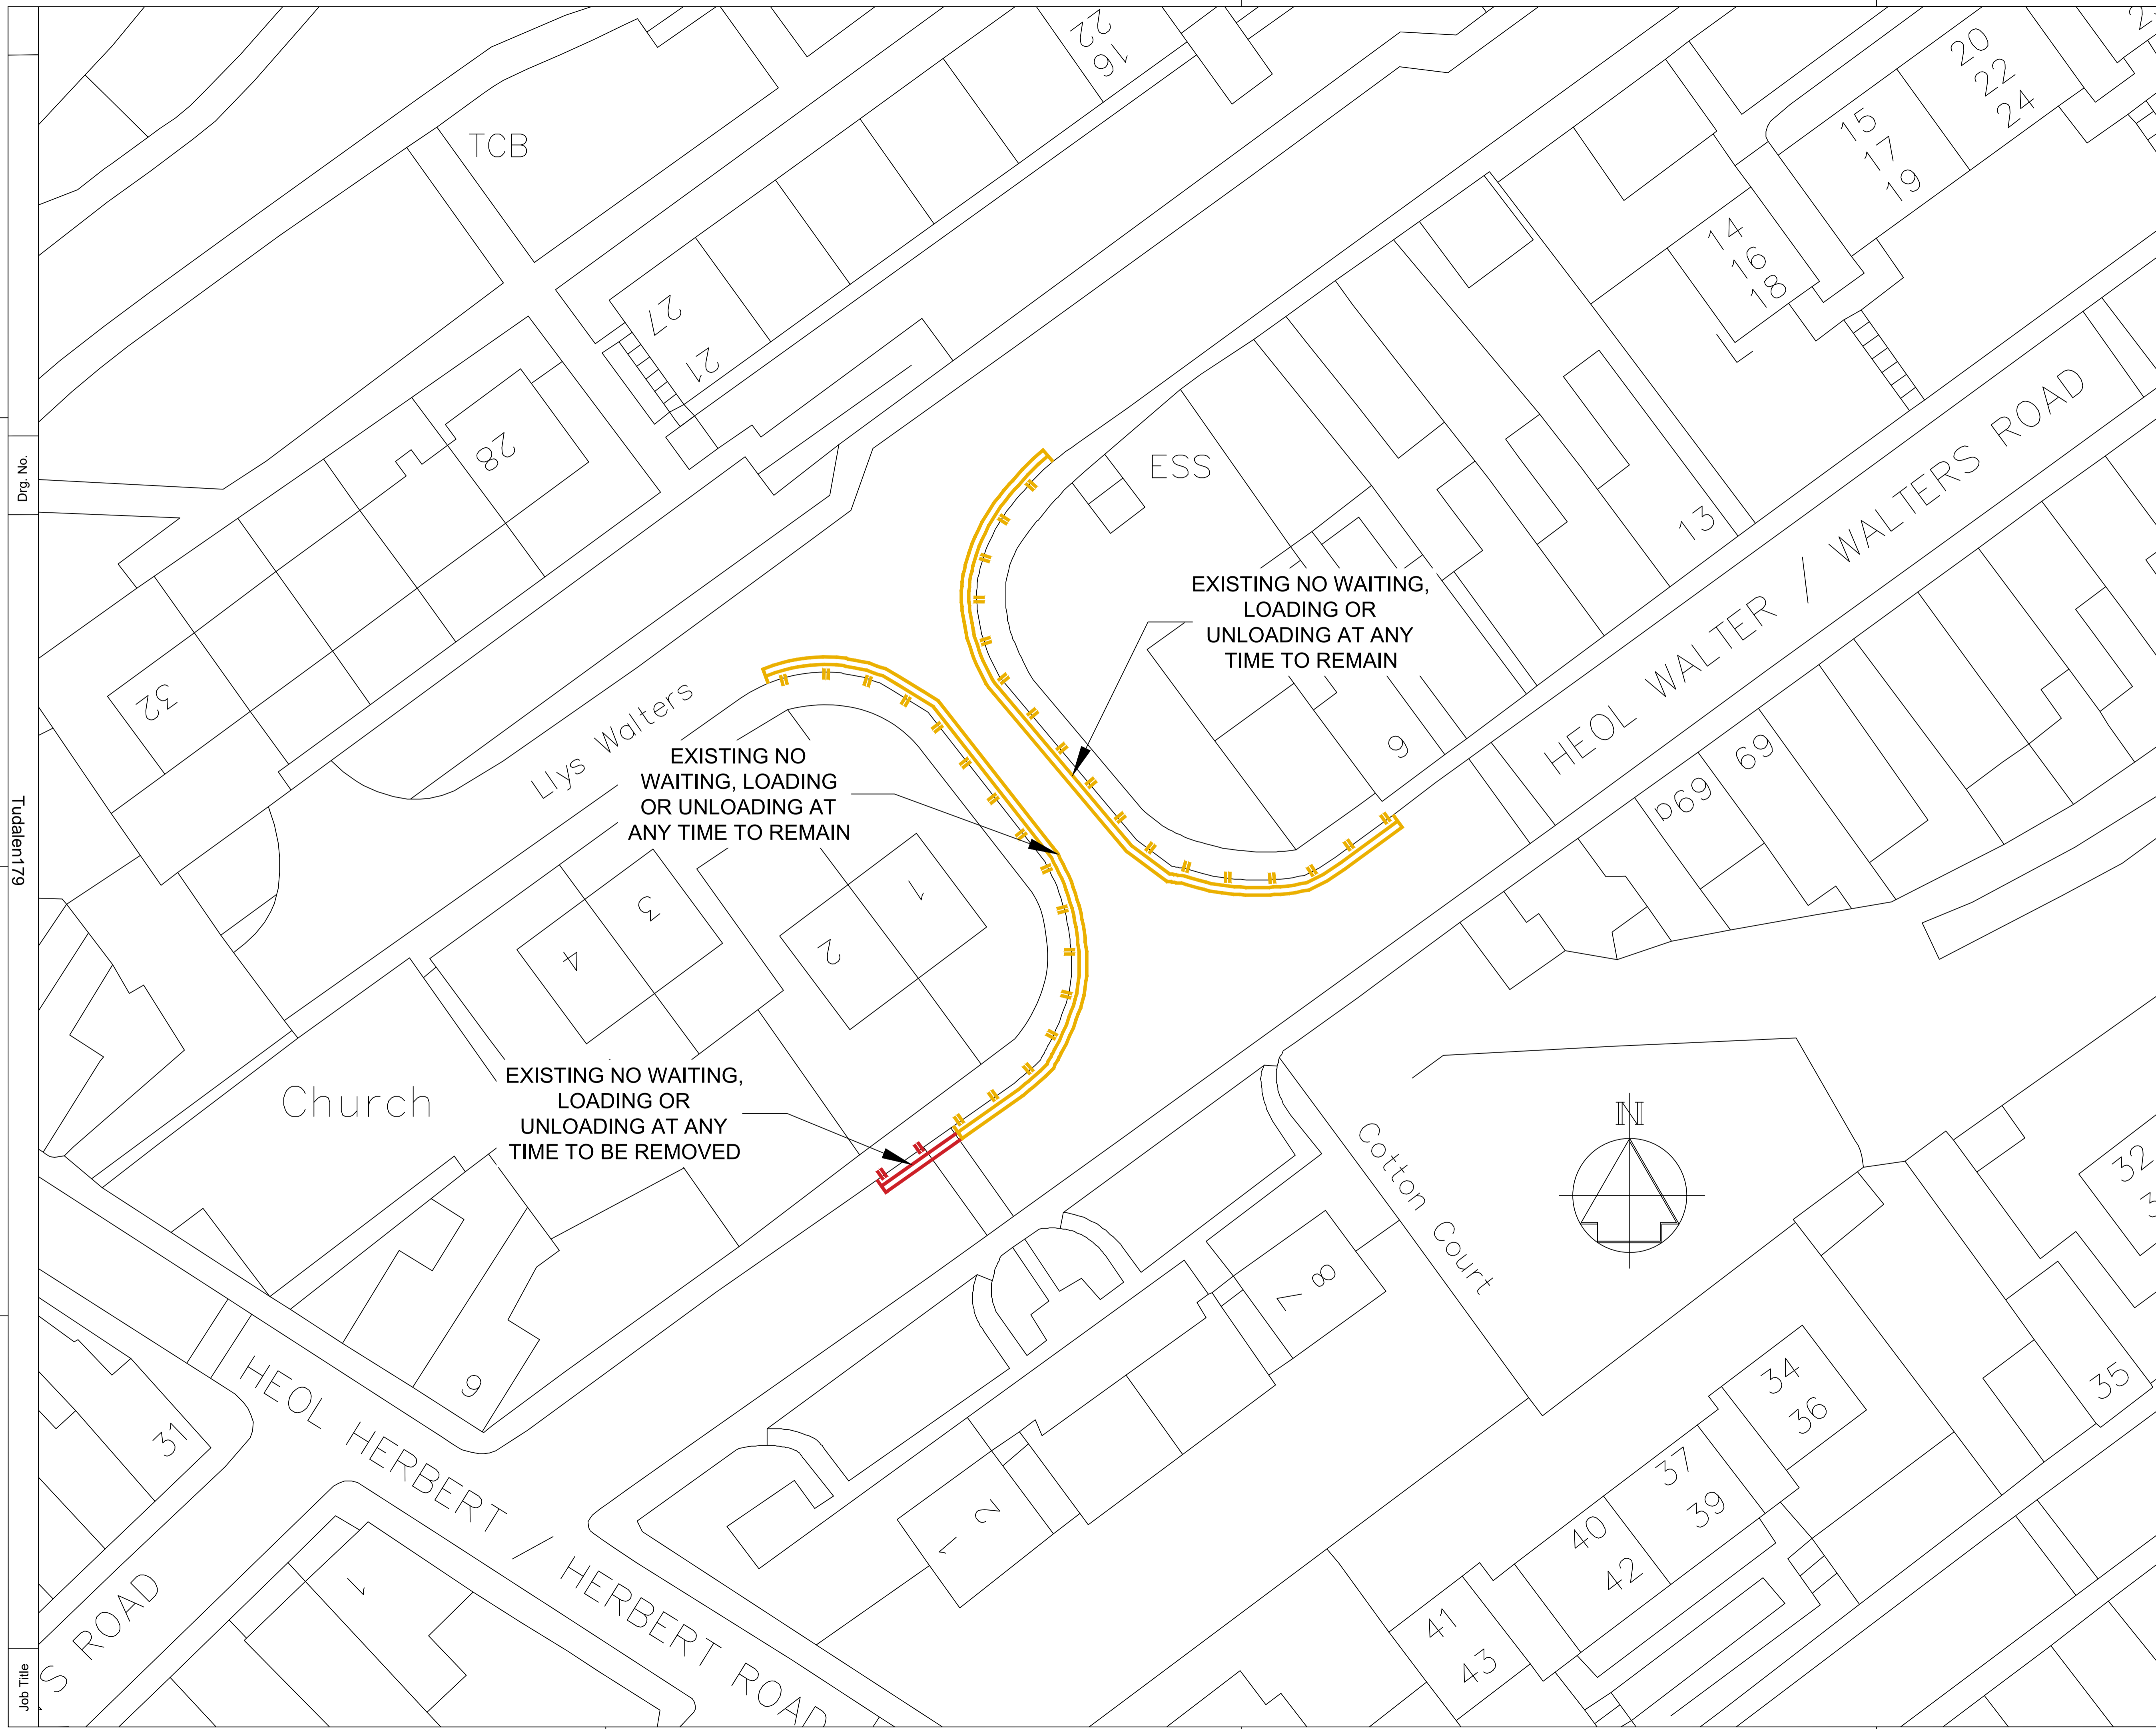 22
16
20
22
24
15
17
19
TCB
14
16
18
27
21
28
ESS
Drg. No.
13
HEOL WALTER / WALTERS ROAD
EXISTING NO WAITING,
LOADING OR
UNLOADING AT ANY
TIME TO REMAIN
32
Llys Walters
9
69
p69
EXISTING NO
WAITING, LOADING
OR UNLOADING AT
ANY TIME TO REMAIN
Tudalen179
4
3
2
1
Church
EXISTING NO WAITING,
LOADING OR
UNLOADING AT ANY
TIME TO BE REMOVED
N
Cotton Court
32
7 8
34
36
35
9
31
HEOL HERBERT / HERBERT ROAD
37
39
1 2
40
42
1
S ROAD
41
43
Job Title